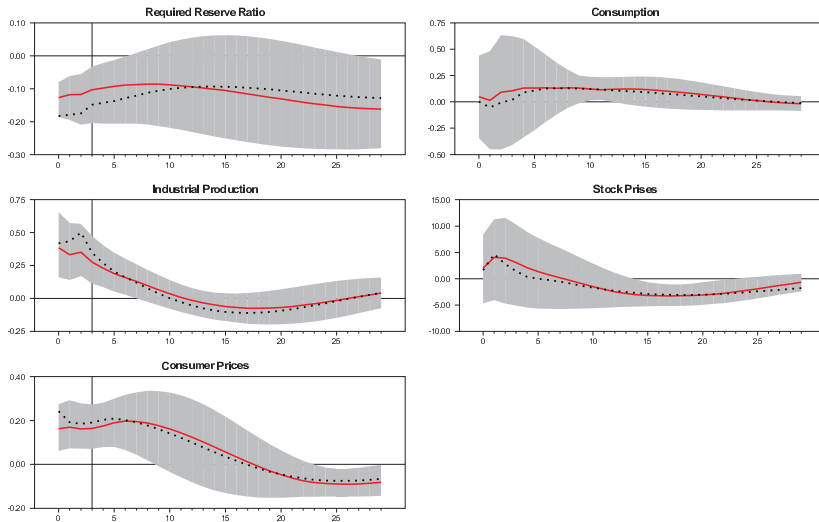 Required Reserve Ratio
0.10
0.00
-0.10
-0.20
-0.30
0 5 10 15 20 25
Consumption
0.75
0,50
0.25
0.00
0.25
-0.50
0 5 10 15 20 25
Industrial Production
0.75
0.50
0.25
0.00
-0.25
0 5 10 15 20 25
Stock Prises
15.00
10.00
5.00
0.00
-5.00
-10.00
0 5 10 15 20 25
Consumer Prices
0.40
0.20
0.00
-0.20
0 5 10 15 20 25